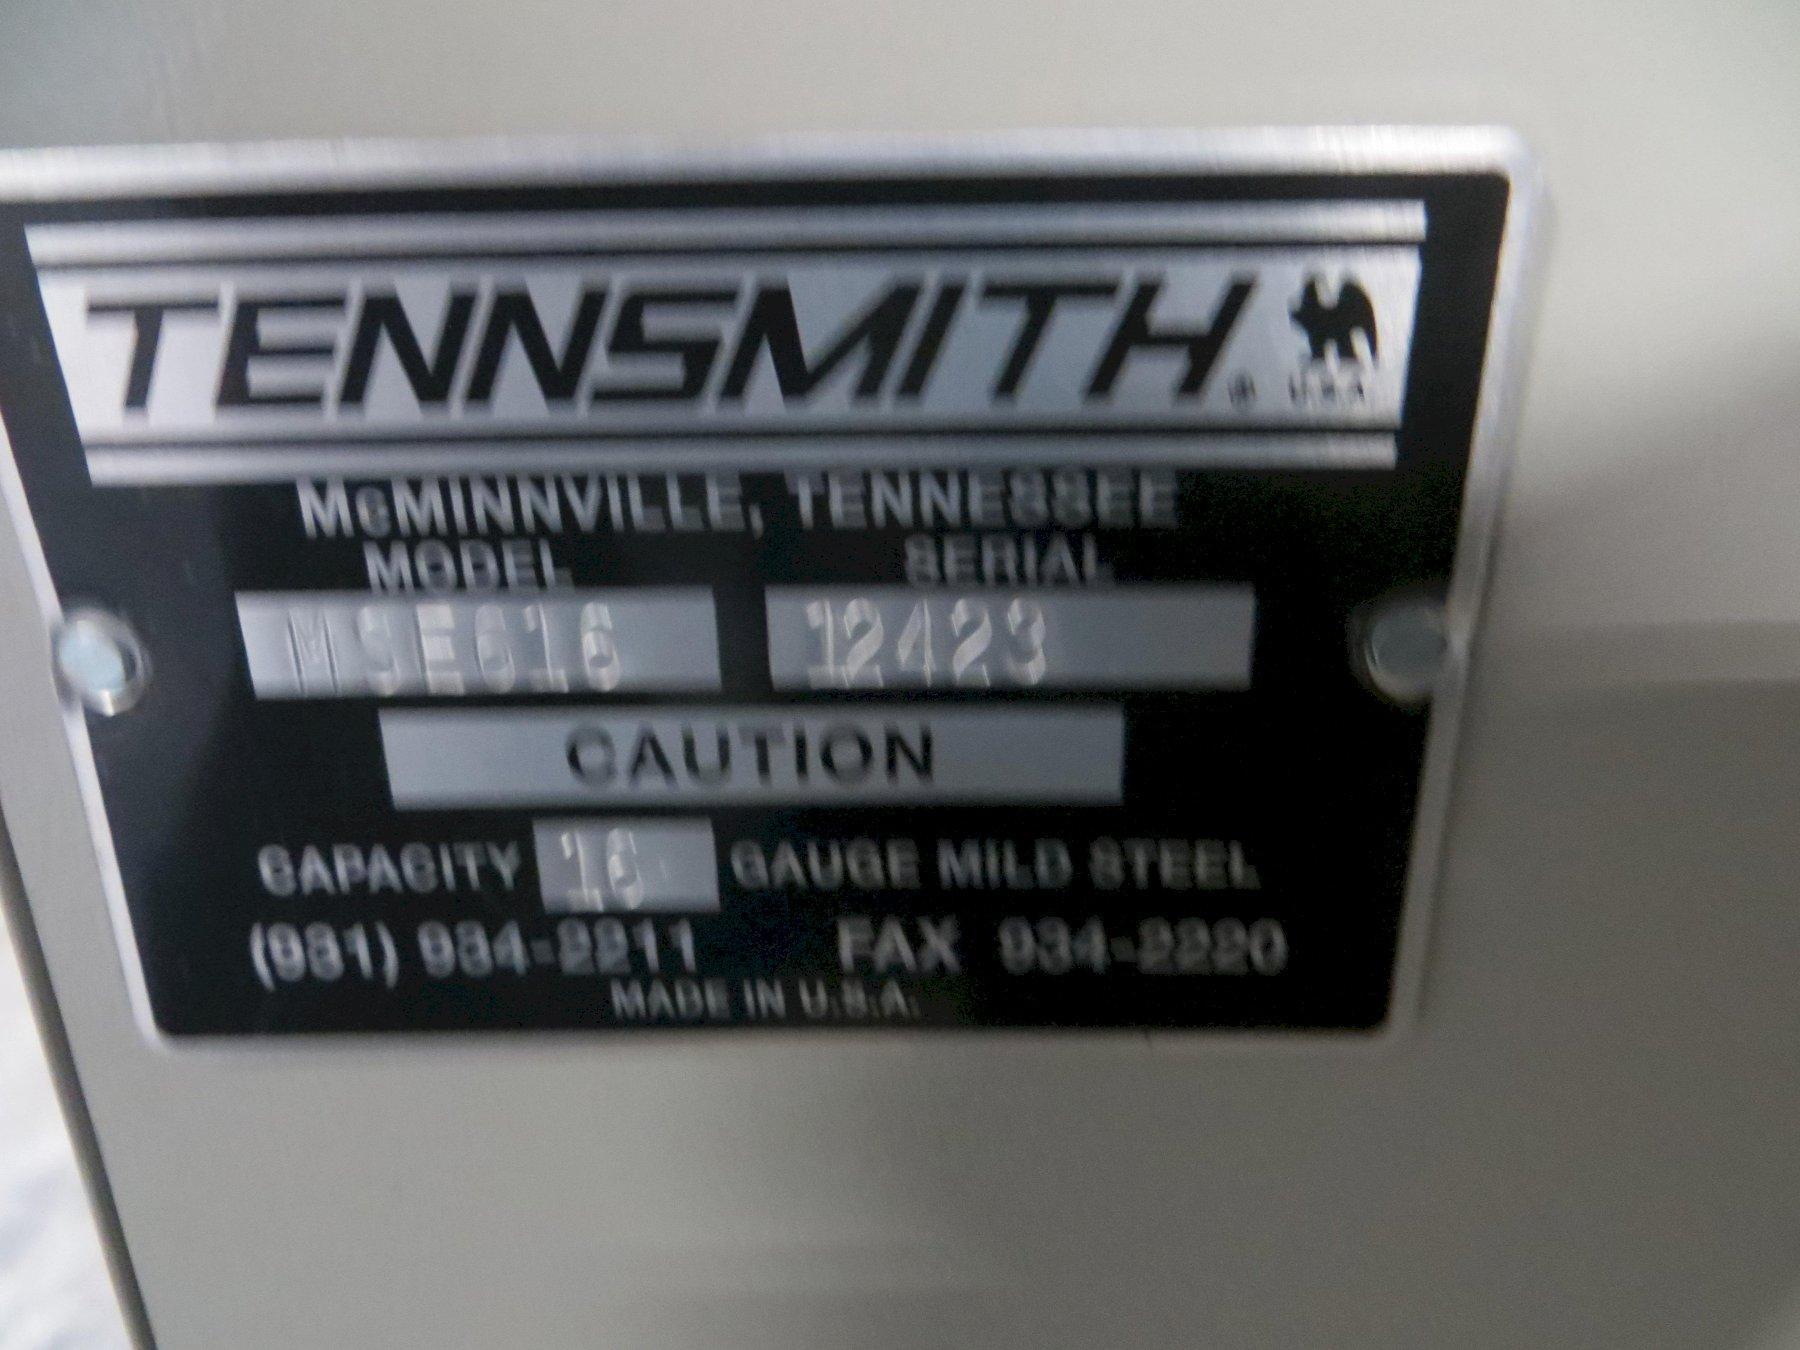 TENNSMITH ® U.S.A.
McMINNVILLE, TENNESSEE
MODEL SERIAL
MSE616 12423
CAUTION
CAPACITY 16 GAUGE MILD STEEL
(931) 934-2211 FAX 934-2220
MADE IN U.S.A.